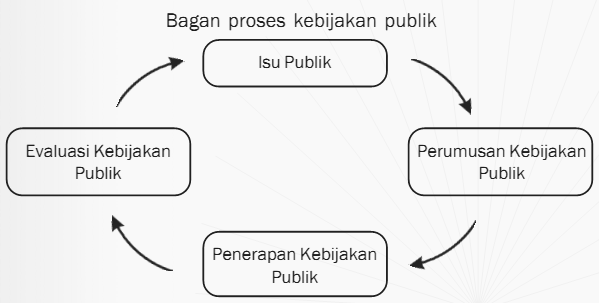 Bagan proses kebijakan publik
Isu Publik
Perumusan Kebijakan
Publik
Penerapan Kebijakan
Publik
Evaluasi Kebijakan
Publik